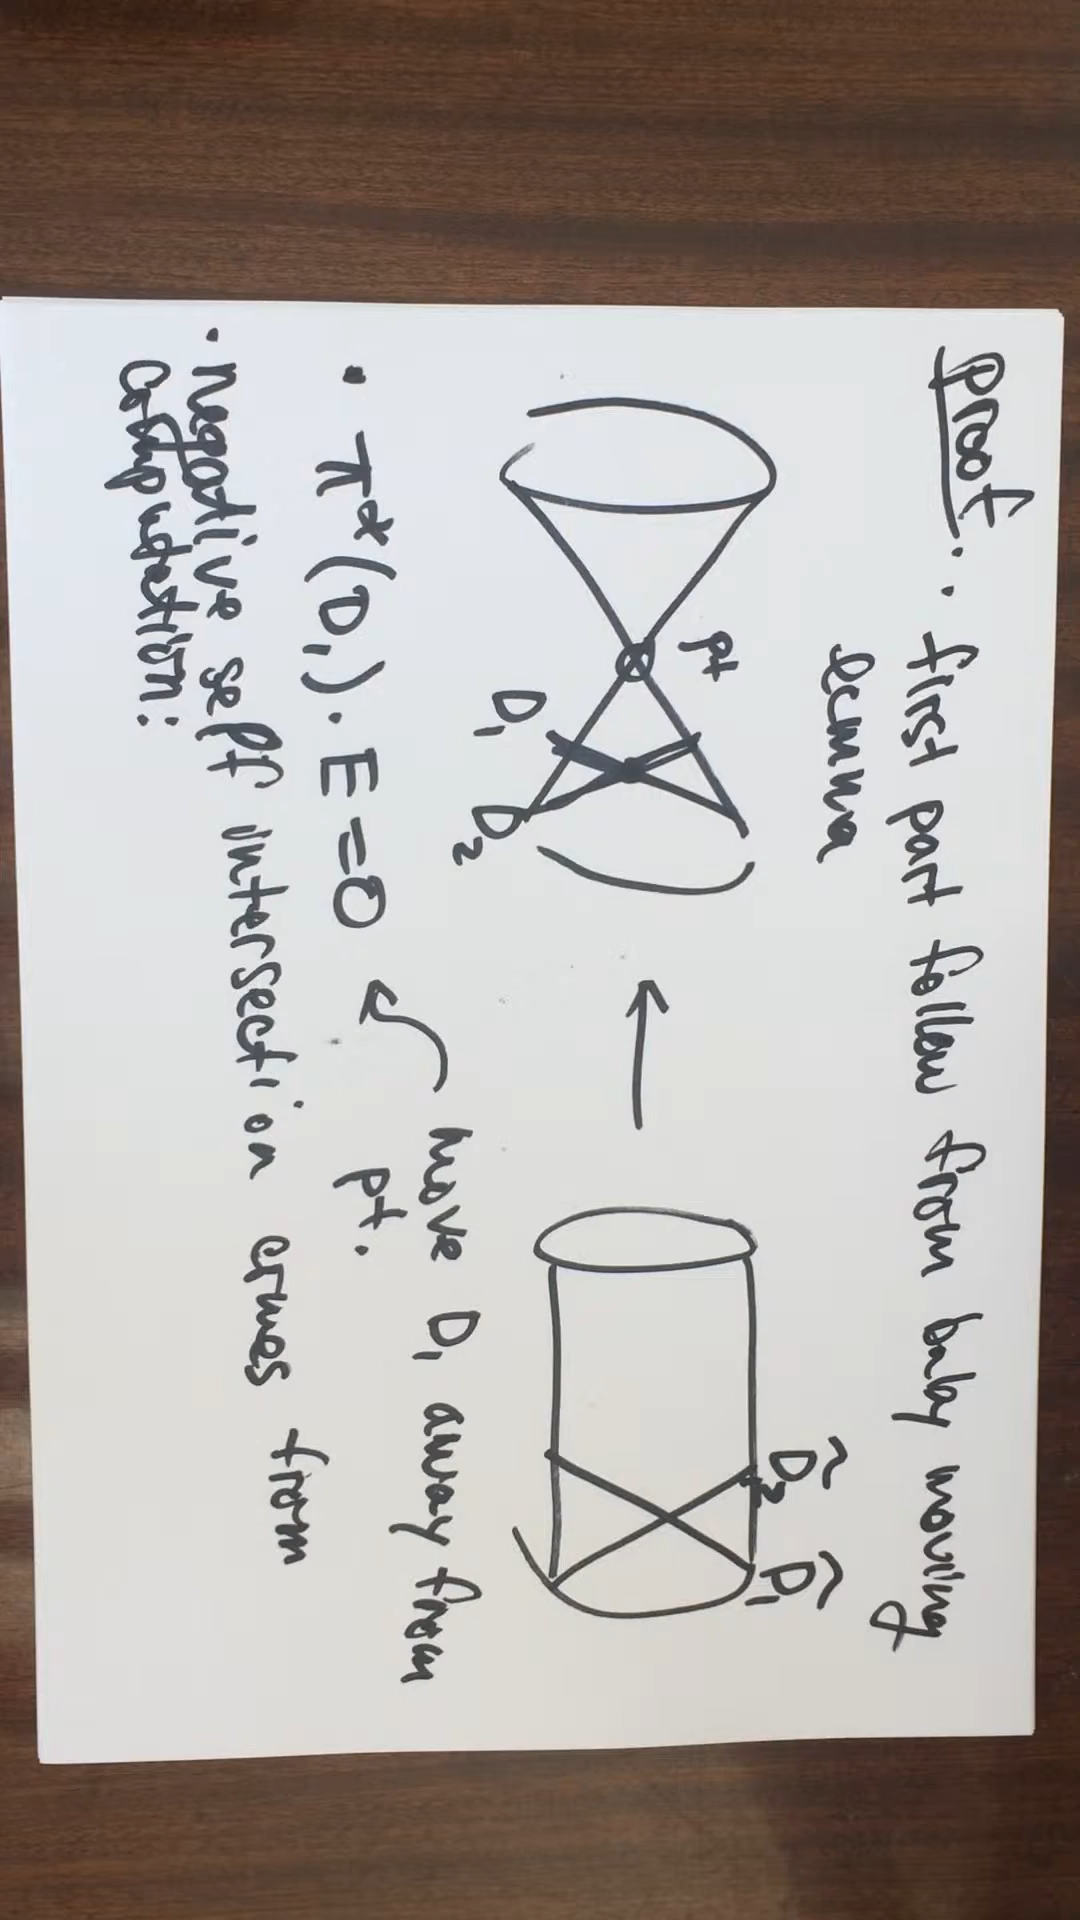 proof: · first part follow from baby moving
lemma
pt
D₁
D₂
D̃₂
D̃₁
· π*(D₁)·E=0
move D₁ away from
pt.
· negative self intersection comes from
computation: